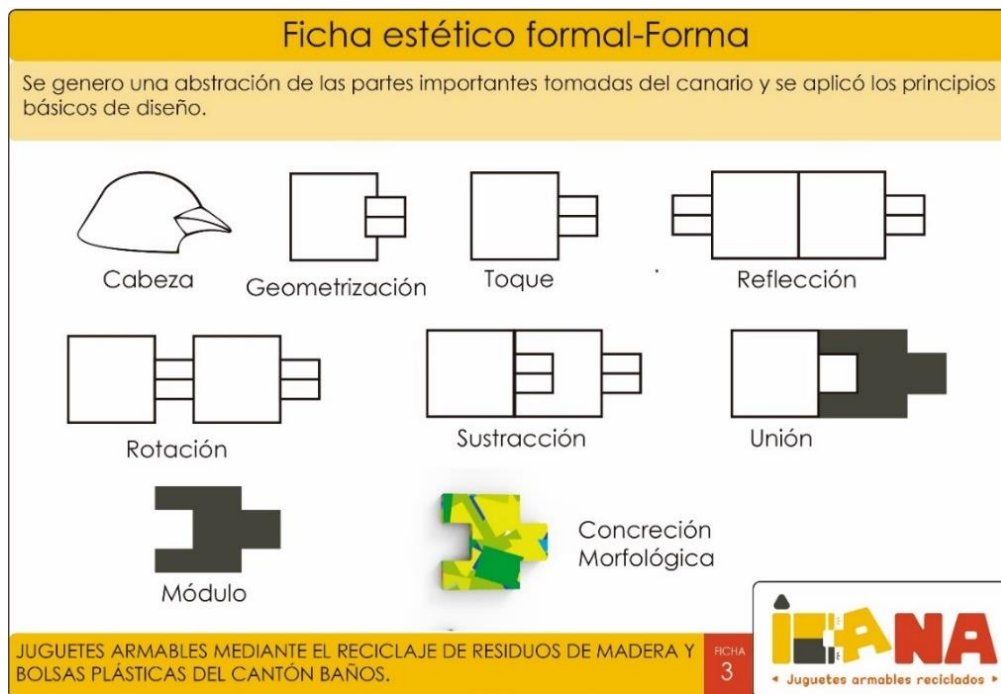 Ficha estético formal-Forma
Se genero una abstración de las partes importantes tomadas del canario y se aplicó los principios
básicos de diseño.
Cabeza
Geometrización
Toque
Reflección
Rotación
Sustracción
Unión
Módulo
Concreción
Morfológica
JUGUETES ARMABLES MEDIANTE EL RECICLAJE DE RESIDUOS DE MADERA Y
BOLSAS PLÁSTICAS DEL CANTÓN BAÑOS.
FICHA
3
Juguetes armables reciclados